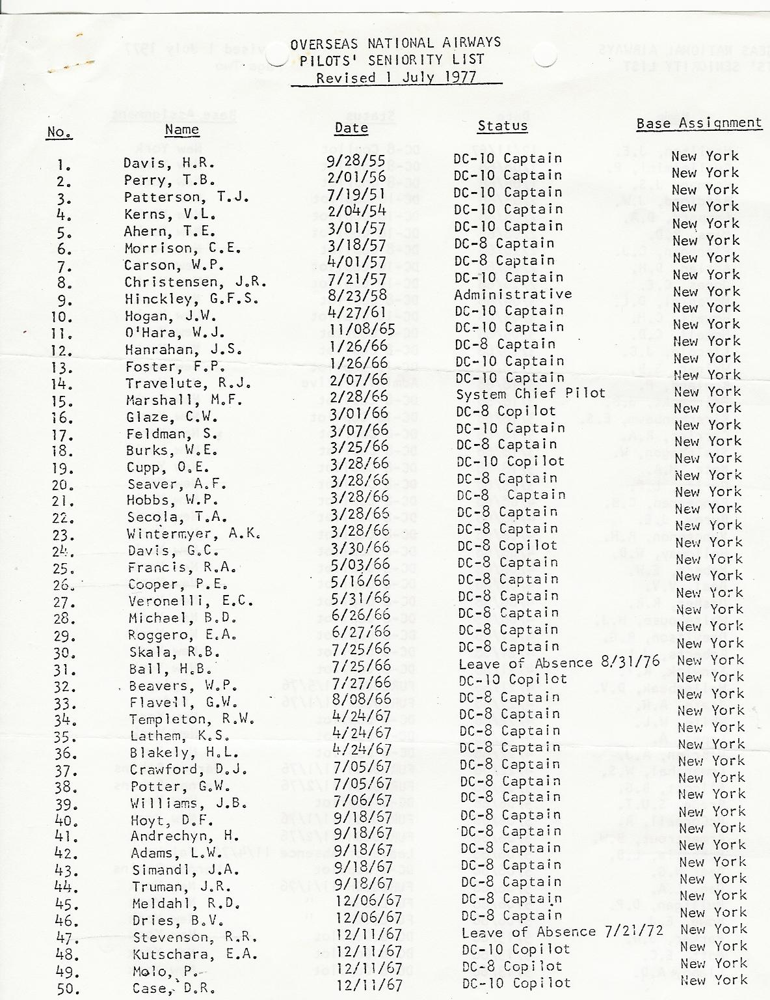 OVERSEAS NATIONAL AIRWAYS
PILOTS' SENIORITY LIST
Revised 1 July 1977
No. Name Date Status Base Assignment
1. Davis, H.R. 9/28/55 DC-10 Captain New York
2. Perry, T.B. 2/01/56 DC-10 Captain New York
3. Patterson, T.J. 7/19/51 DC-10 Captain New York
4. Kerns, V.L. 2/04/54 DC-10 Captain New York
5. Ahern, T.E. 3/01/57 DC-10 Captain New York
6. Morrison, C.E. 3/18/57 DC-8 Captain New York
7. Carson, W.P. 4/01/57 DC-8 Captain New York
8. Christensen, J.R. 7/21/57 DC-10 Captain New York
9. Hinckley, G.F.S. 8/23/58 Administrative New York
10. Hogan, J.W. 4/27/61 DC-10 Captain New York
11. O'Hara, W.J. 11/08/65 DC-10 Captain New York
12. Hanrahan, J.S. 1/26/66 DC-8 Captain New York
13. Foster, F.P. 1/26/66 DC-10 Captain New York
14. Travelute, R.J. 2/07/66 DC-10 Captain New York
15. Marshall, M.F. 2/28/66 System Chief Pilot New York
16. Glaze, C.W. 3/01/66 DC-8 Copilot New York
17. Feldman, S. 3/07/66 DC-10 Captain New York
18. Burks, W.E. 3/25/66 DC-8 Captain New York
19. Cupp, O.E. 3/28/66 DC-10 Copilot New York
20. Seaver, A.F. 3/28/66 DC-8 Captain New York
21. Hobbs, W.P. 3/28/66 DC-8 Captain New York
22. Secola, T.A. 3/28/66 DC-8 Captain New York
23. Wintermyer, A.K. 3/28/66 DC-8 Captain New York
24. Davis, G.C. 3/30/66 DC-8 Copilot New York
25. Francis, R.A. 5/03/66 DC-8 Captain New York
26. Cooper, P.E. 5/16/66 DC-8 Captain New York
27. Veronelli, E.C. 5/31/66 DC-8 Captain New York
28. Michael, B.D. 6/26/66 DC-8 Captain New York
29. Roggero, E.A. 6/27/66 DC-8 Captain New York
30. Skala, R.B. 7/25/66 DC-8 Captain New York
31. Ball, H.B. 7/25/66 Leave of Absence 8/31/76 New York
32. Beavers, W.P. 7/27/66 DC-10 Copilot New York
33. Flavell, G.W. 8/08/66 DC-8 Captain New York
34. Templeton, R.W. 4/24/67 DC-8 Captain New York
35. Latham, K.S. 4/24/67 DC-8 Captain New York
36. Blakely, H.L. 4/24/67 DC-8 Captain New York
37. Crawford, D.J. 7/05/67 DC-8 Captain New York
38. Potter, G.W. 7/05/67 DC-8 Captain New York
39. Williams, J.B. 7/06/67 DC-8 Captain New York
40. Hoyt, D.F. 9/18/67 DC-8 Captain New York
41. Andrechyn, H. 9/18/67 DC-8 Captain New York
42. Adams, L.W. 9/18/67 DC-8 Captain New York
43. Simandl, J.A. 9/18/67 DC-8 Captain New York
44. Truman, J.R. 9/18/67 DC-8 Captain New York
45. Meldahl, R.D. 12/06/67 DC-8 Captain New York
46. Dries, B.V. 12/06/67 DC-8 Captain New York
47. Stevenson, R.R. 12/11/67 Leave of Absence 7/21/72 New York
48. Kutschara, E.A. 12/11/67 DC-10 Copilot New York
49. Molo, P. 12/11/67 DC-8 Copilot New York
50. Case, D.R. 12/11/67 DC-10 Copilot New York